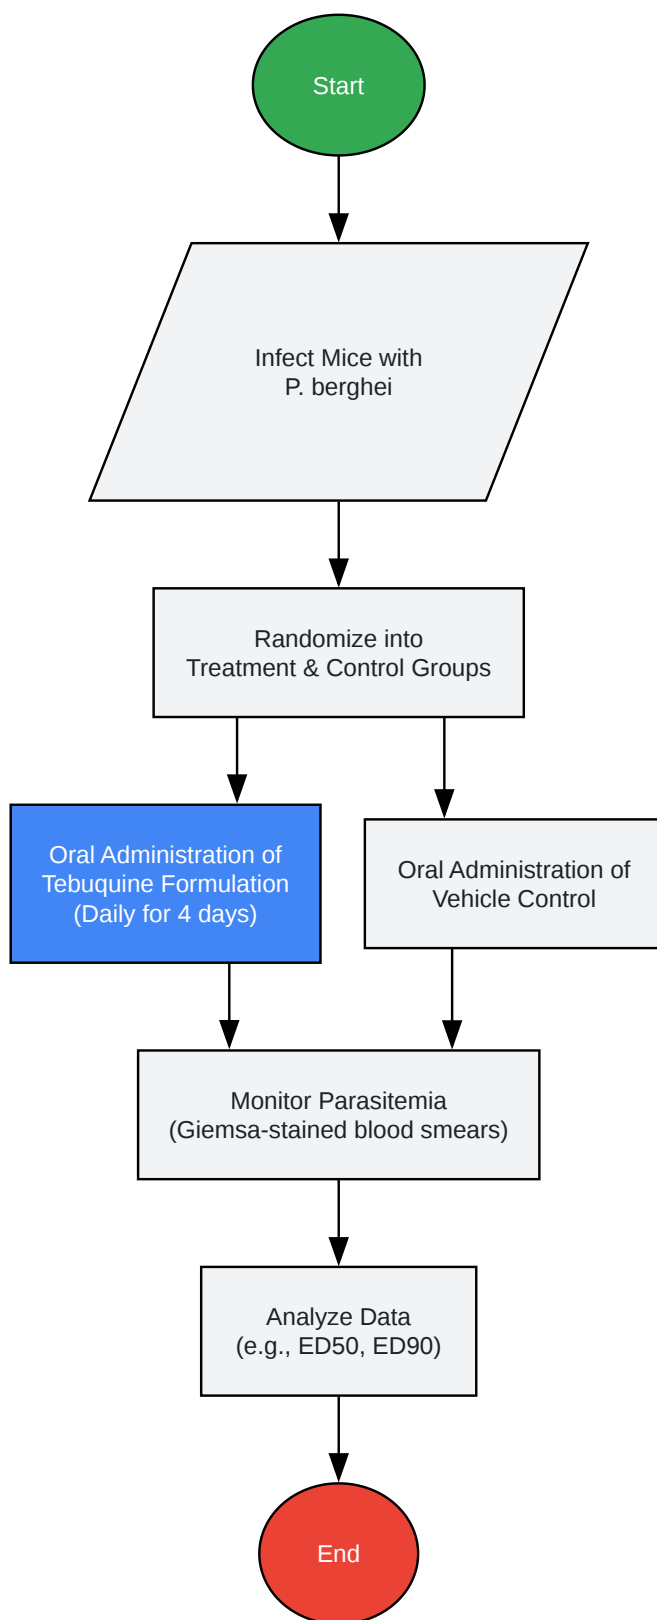 Start
Infect Mice with
P. berghei
Randomize into
Treatment & Control Groups
Oral Administration of
Tebuquine Formulation
(Daily for 4 days)
Oral Administration of
Vehicle Control
Monitor Parasitemia
(Giemsa-stained blood smears)
Analyze Data
(e.g., ED50, ED90)
End